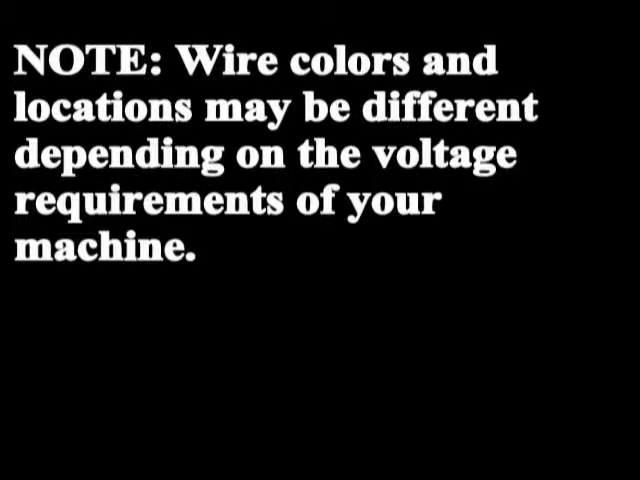 NOTE: Wire colors and
locations may be different
depending on the voltage
requirements of your
machine.